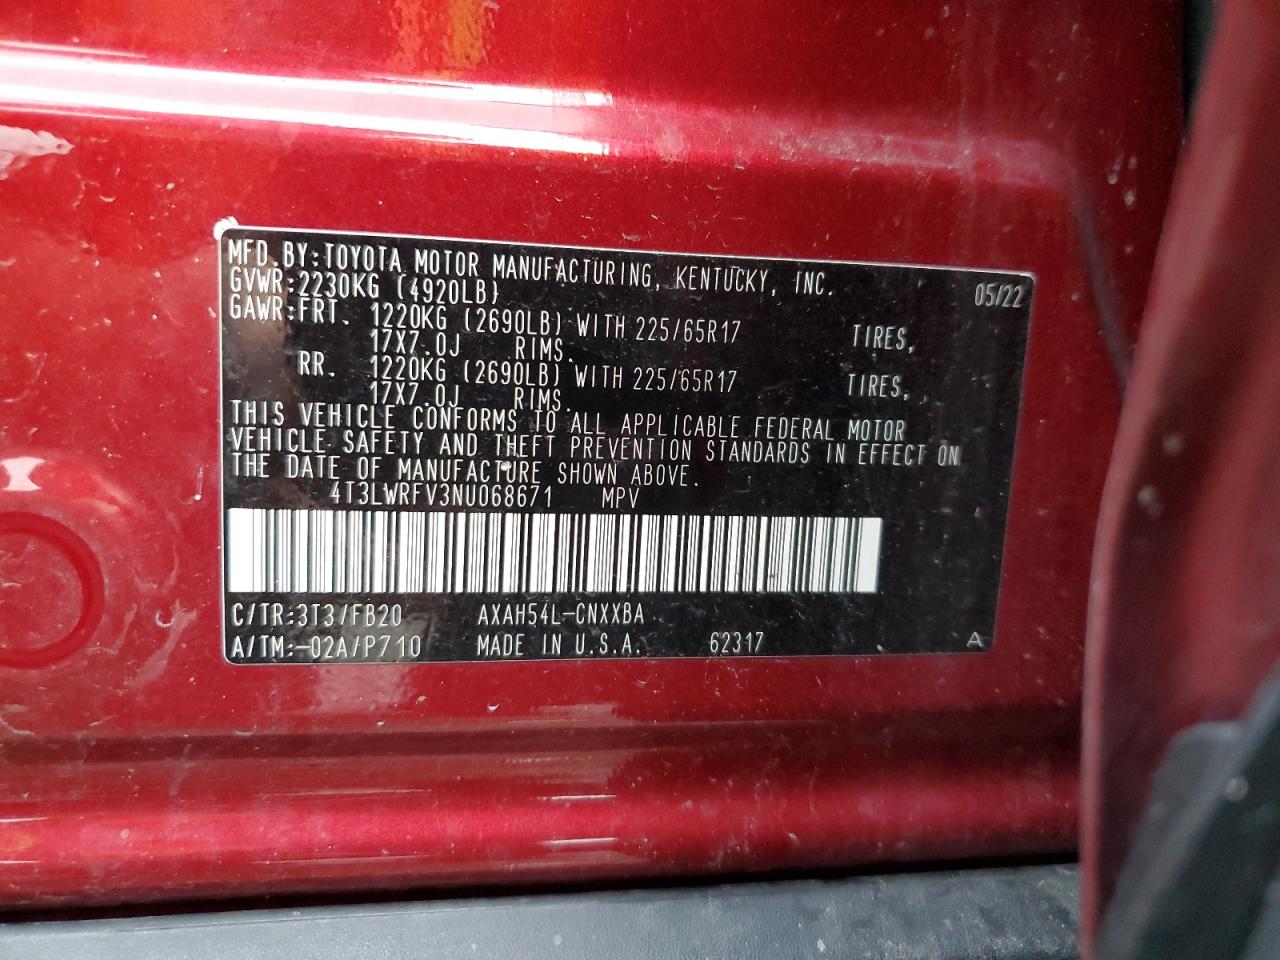 MFD.BY:TOYOTA MOTOR MANUFACTURING, KENTUCKY, INC.
GVWR:2230KG (4920LB) 05/22
GAWR:FRT. 1220KG (2690LB) WITH 225/65R17 TIRES,
17X7.0J RIMS.
RR. 1220KG (2690LB) WITH 225/65R17 TIRES,
17X7.0J RIMS.
THIS VEHICLE CONFORMS TO ALL APPLICABLE FEDERAL MOTOR
VEHICLE SAFETY AND THEFT PREVENTION STANDARDS IN EFFECT ON
THE DATE OF MANUFACTURE SHOWN ABOVE.
4T3LWRFV3NU068671 MPV
C/TR:3T3/FB20 AXAH54L-CNXXBA
A/TM:-02A/P710 MADE IN U.S.A. 62317 A